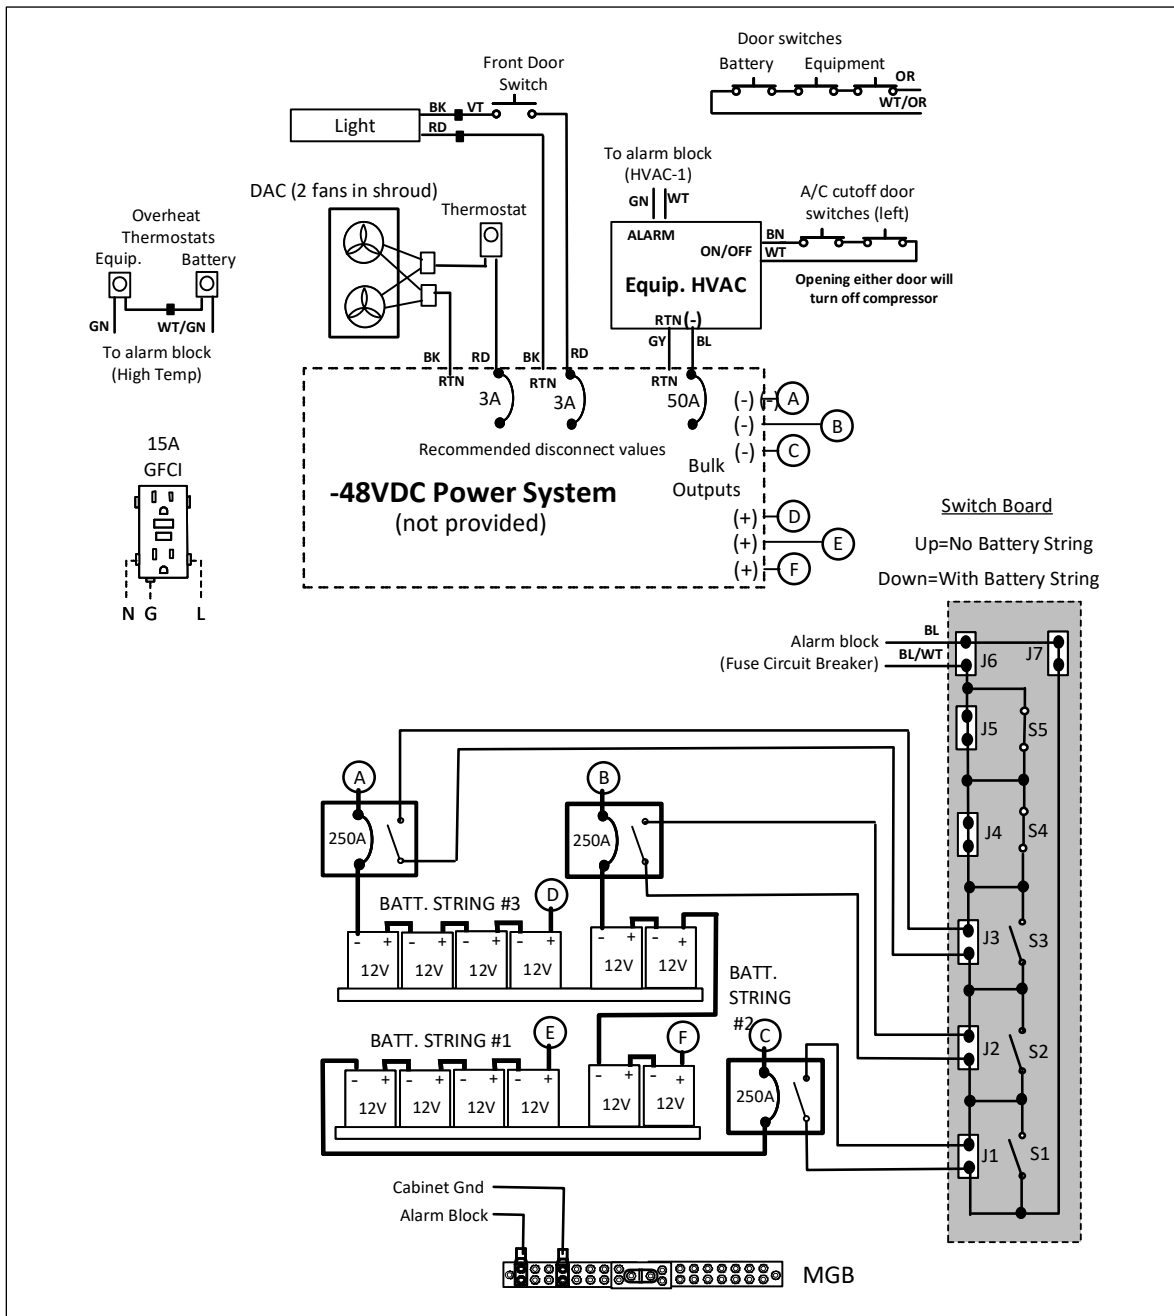 Door switches
Battery Equipment
OR
WT/OR
Front Door
Switch
BK VT
Light
RD
To alarm block
(HVAC-1)
GN WT
A/C cutoff door
switches (left)
ALARM
BN
ON/OFF
WT
Equip. HVAC
Opening either door will
turn off compressor
RTN (-)
GY BL
DAC (2 fans in shroud)
Thermostat
Overheat
Thermostats
Equip. Battery
GN WT/GN
To alarm block
(High Temp)
BK RD BK RD
RTN RTN RTN
3A 3A 50A
Recommended disconnect values
(-) (-) A
(-) B
(-) C
Bulk
Outputs
-48VDC Power System
(not provided)
(+) D
(+) E
(+) F
15A
GFCI
N G L
Switch Board
Up=No Battery String
Down=With Battery String
Alarm block
(Fuse Circuit Breaker)
BL
BL/WT
J6 J7
J5 S5
J4 S4
J3 S3
J2 S2
J1 S1
A
250A
B
250A
BATT. STRING #3
D
- + - + - + - +
12V 12V 12V 12V
- + - +
12V 12V
BATT.
STRING
#2
C
250A
BATT. STRING #1
E
F
- + - + - + - +
12V 12V 12V 12V
- + - +
12V 12V
Cabinet Gnd
Alarm Block
MGB